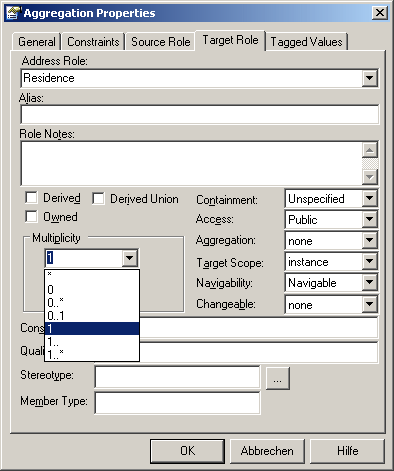 Aggregation Properties
General Constraints Source Role Target Role Tagged Values
Address Role:
Residence
Alias:
Role Notes:
Derived Derived Union
Owned
Containment: Unspecified
Access: Public
Aggregation: none
Target Scope: instance
Navigability: Navigable
Changeable: none
Multiplicity
1
*
0
0..*
0..1
1
1..
1..*
Cons
Quali
Stereotype: ...
Member Type:
OK Abbrechen Hilfe